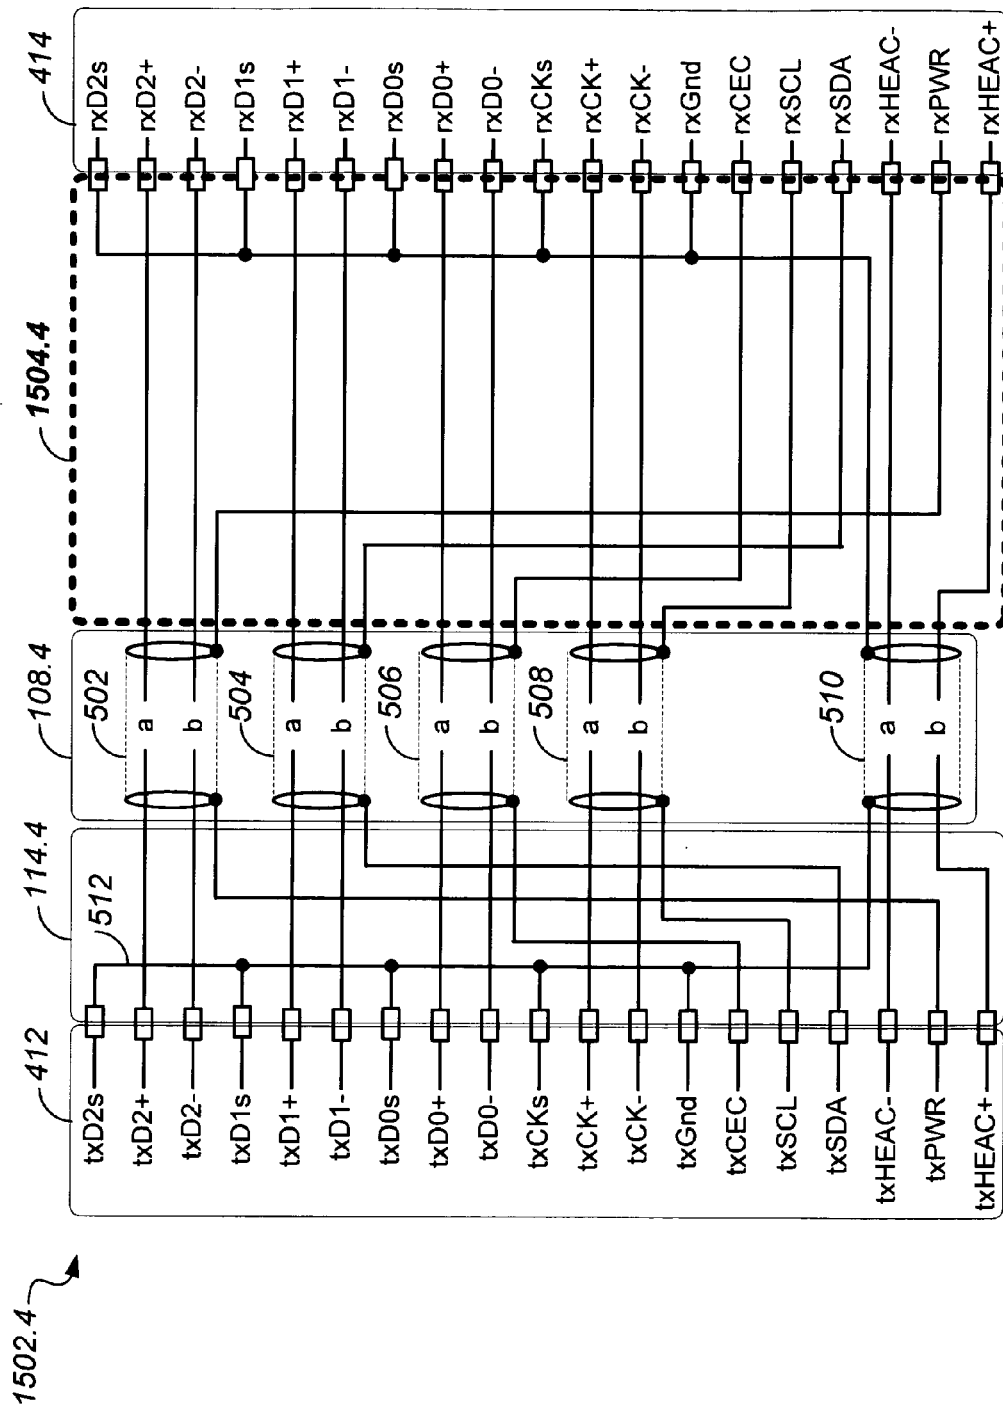 1502.4
412
114.4
108.4
1504.4
414
512
502
504
506
508
510
txD2s
txD2+
txD2-
txD1s
txD1+
txD1-
txD0s
txD0+
txD0-
txCKs
txCK+
txCK-
txGnd
txCEC
txSCL
txSDA
txHEAC-
txPWR
txHEAC+
a
b
a
b
a
b
a
b
a
b
rxD2s
rxD2+
rxD2-
rxD1s
rxD1+
rxD1-
rxD0s
rxD0+
rxD0-
rxCKs
rxCK+
rxCK-
rxGnd
rxCEC
rxSCL
rxSDA
rxHEAC-
rxPWR
rxHEAC+